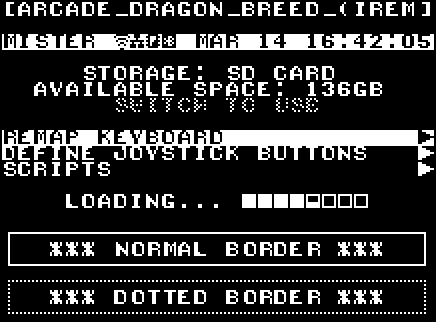 [ARCADE_DRAGON_BREED_(IREM]
MISTER MAR 14 16:42:05
STORAGE: SD CARD
AVAILABLE SPACE: 136GB
SWITCH TO USB
REMAP KEYBOARD
DEFINE JOYSTICK BUTTONS
SCRIPTS
LOADING...
*** NORMAL BORDER ***
*** DOTTED BORDER ***